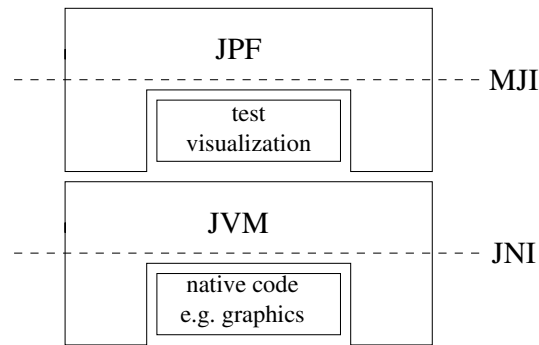 JPF
MJI
test
visualization
JVM
JNI
native code
e.g. graphics